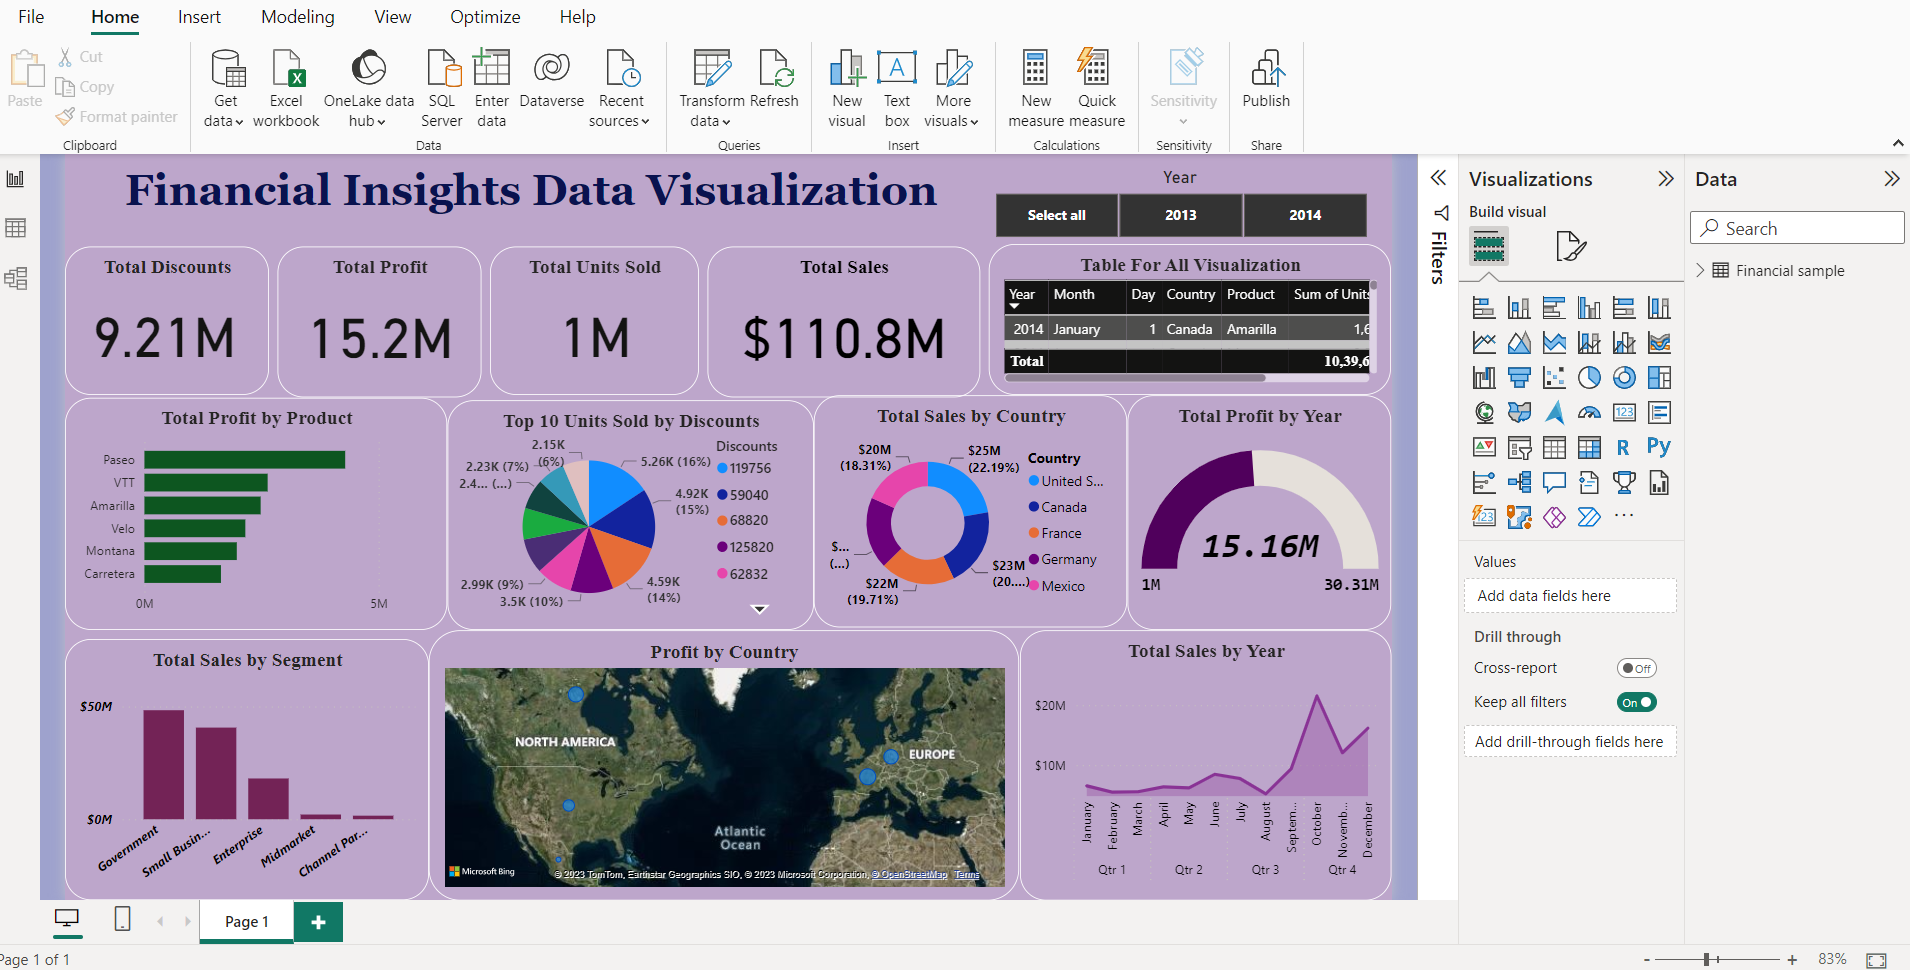 File Home Insert Modeling View Optimize Help
Paste
Cut
Copy
Format painter
Clipboard
Get data
Excel workbook
OneLake data hub
SQL Server
Enter data
Dataverse
Recent sources
Data
Transform data
Refresh
Queries
New visual
Text box
More visuals
Insert
New measure
Quick measure
Calculations
Sensitivity
Sensitivity
Publish
Share
Financial Insights Data Visualization
Year
Select all 2013 2014
Total Discounts
9.21M
Total Profit
15.2M
Total Units Sold
1M
Total Sales
$110.8M
Table For All Visualization
Year Month Day Country Product Sum of Units
2014 January 1 Canada Amarilla 1,6
Total 10,39,6
Total Profit by Product
Paseo
VTT
Amarilla
Velo
Montana
Carretera
0M 5M
Top 10 Units Sold by Discounts
2.15K
(6%)
2.23K (7%)
2.4... (...)
2.99K (9%)
3.5K (10%)
5.26K (16%)
4.92K
(15%)
4.59K
(14%)
Discounts
119756
59040
68820
125820
62832
Total Sales by Country
$20M
(18.31%)
$25M
(22.19%)
$...
(...)
$22M
(19.71%)
$23M
(20....)
Country
United S...
Canada
France
Germany
Mexico
Total Profit by Year
15.16M
1M 30.31M
Total Sales by Segment
$50M
$0M
Government
Small Busin...
Enterprise
Midmarket
Channel Par...
Profit by Country
NORTH AMERICA
EUROPE
Atlantic
Ocean
Microsoft Bing
© 2023 TomTom, Earthstar Geographics SIO, © 2023 Microsoft Corporation, © OpenStreetMap Terms
Total Sales by Year
$20M
$10M
January
February
March
April
May
June
July
August
Septem...
October
Novemb...
December
Qtr 1 Qtr 2 Qtr 3 Qtr 4
Filters
Visualizations
Build visual
123
R
Py
123
Values
Add data fields here
Drill through
Cross-report
Off
Keep all filters
On
Add drill-through fields here
Data
Search
Financial sample
Page 1
+
Page 1 of 1
- + 83%